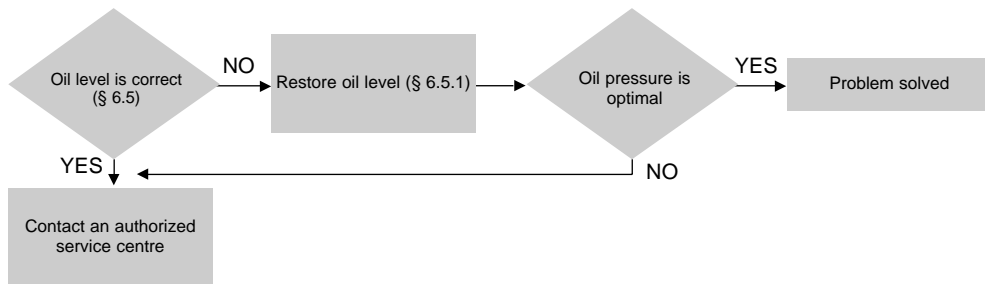 Oil level is correct
(§ 6.5)
NO
Restore oil level (§ 6.5.1)
Oil pressure is
optimal
YES
Problem solved
YES
NO
Contact an authorized
service centre